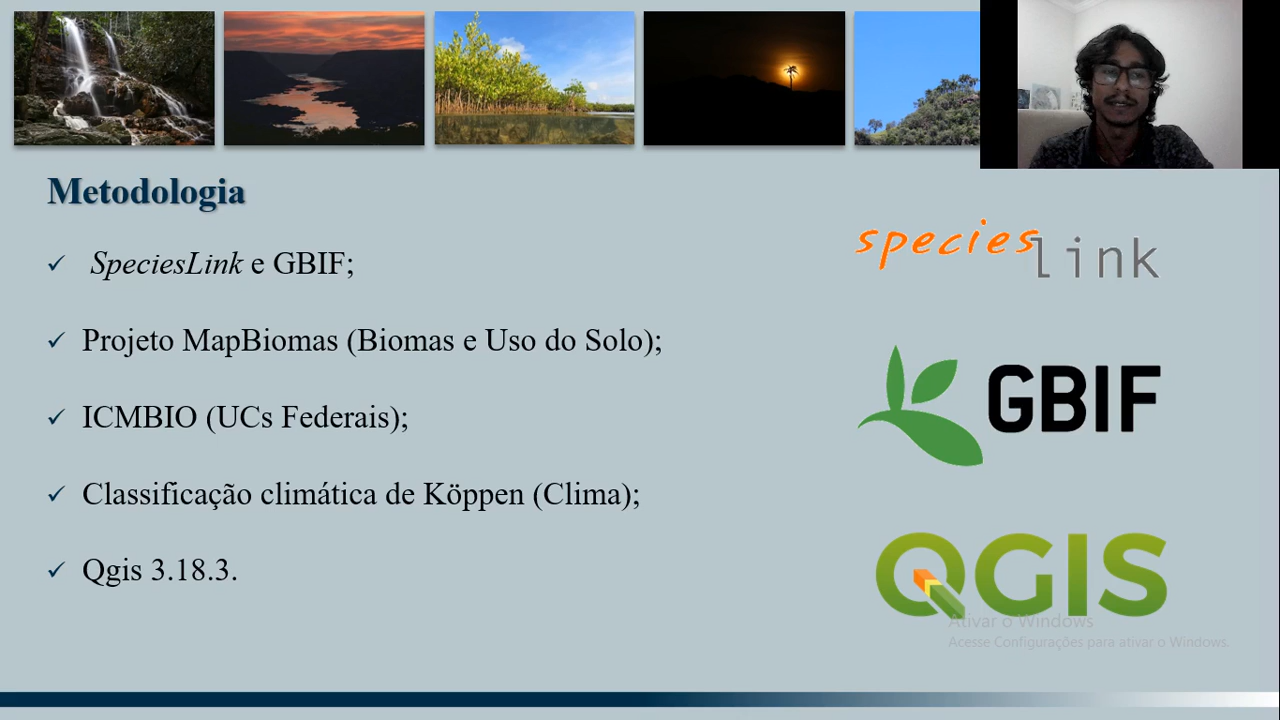 Metodologia
SpeciesLink e GBIF;
Projeto MapBiomas (Biomas e Uso do Solo);
ICMBIO (UCs Federais);
Classificação climática de Köppen (Clima);
Qgis 3.18.3.
species
link
GBIF
QGIS
Ativar o Windows
Acesse Configurações para ativar o Windows.